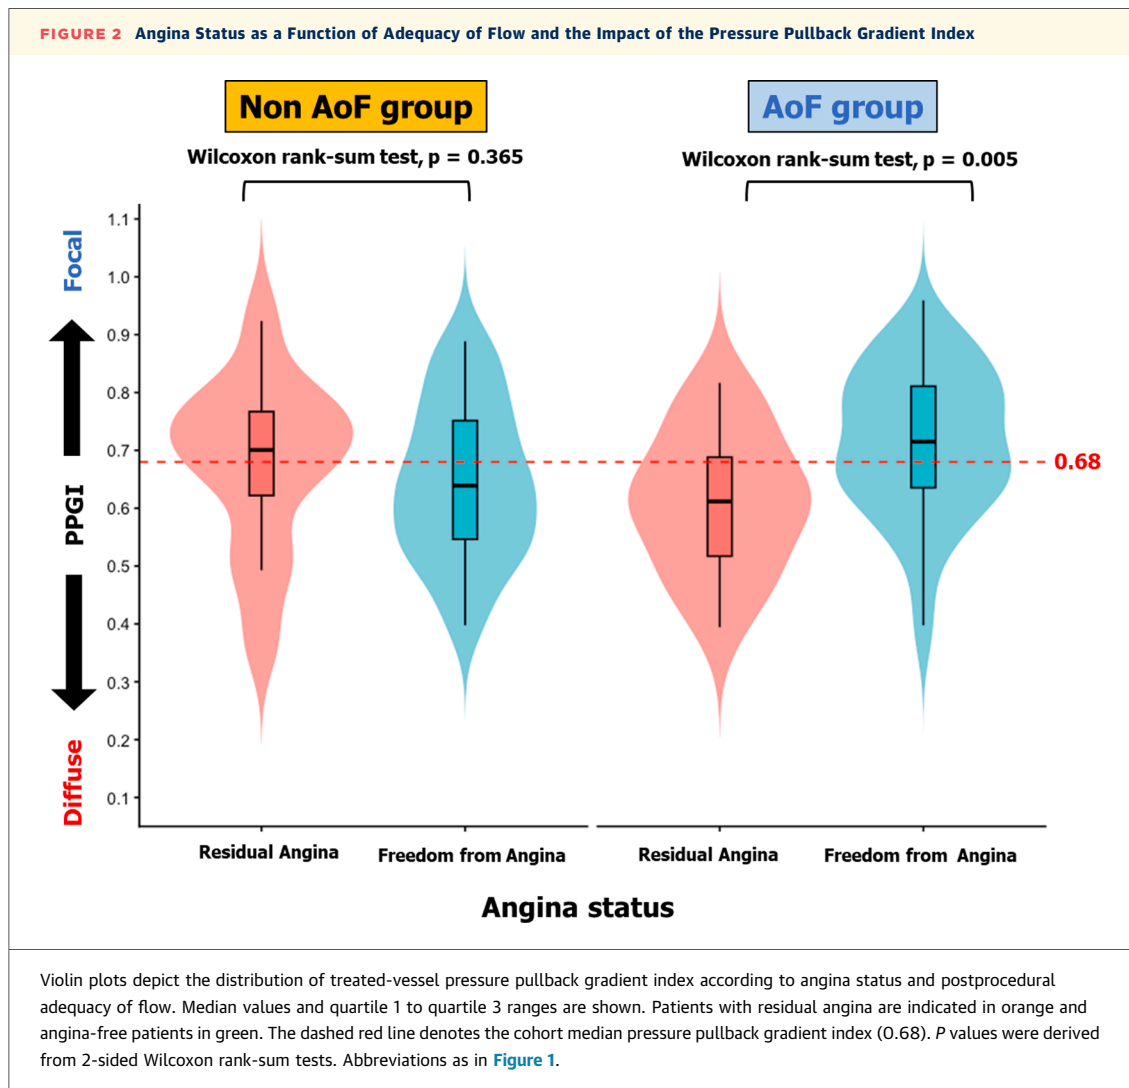 FIGURE 2 Angina Status as a Function of Adequacy of Flow and the Impact of the Pressure Pullback Gradient Index
Non AoF group
AoF group
Wilcoxon rank-sum test, p = 0.365
Wilcoxon rank-sum test, p = 0.005
Focal
PPGI
Diffuse
1.1
1.0
0.9
0.8
0.7
0.6
0.5
0.4
0.3
0.2
0.1
0.68
Residual Angina
Freedom from Angina
Residual Angina
Freedom from Angina
Angina status
Violin plots depict the distribution of treated-vessel pressure pullback gradient index according to angina status and postprocedural
adequacy of flow. Median values and quartile 1 to quartile 3 ranges are shown. Patients with residual angina are indicated in orange and
angina-free patients in green. The dashed red line denotes the cohort median pressure pullback gradient index (0.68). P values were derived
from 2-sided Wilcoxon rank-sum tests. Abbreviations as in Figure 1.